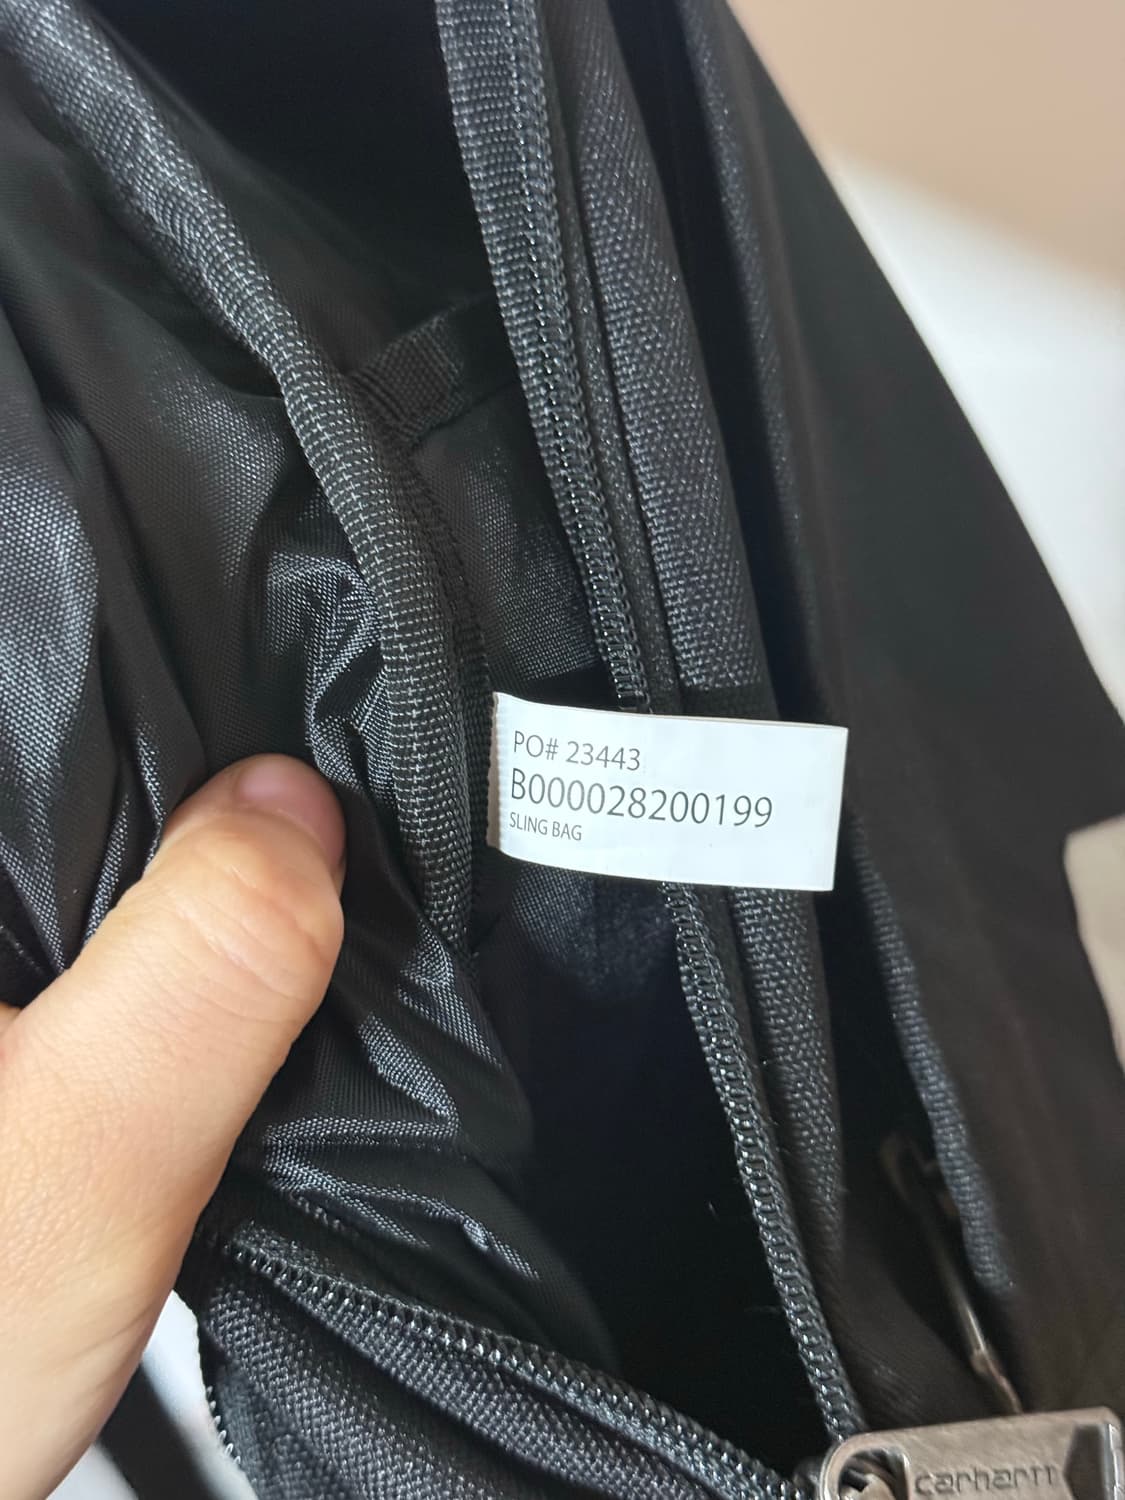 PO# 23443
B000028200199
SLING BAG
carhartt